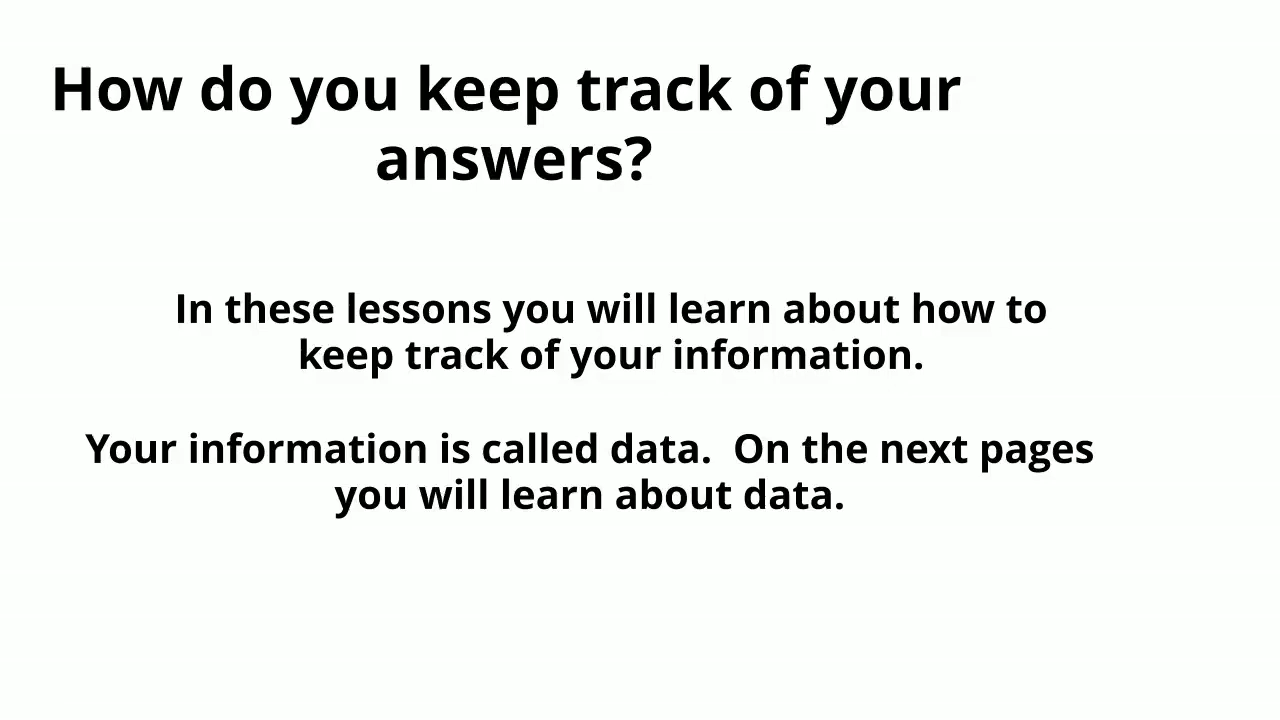 How do you keep track of your
answers?
In these lessons you will learn about how to
keep track of your information.
Your information is called data.  On the next pages
you will learn about data.